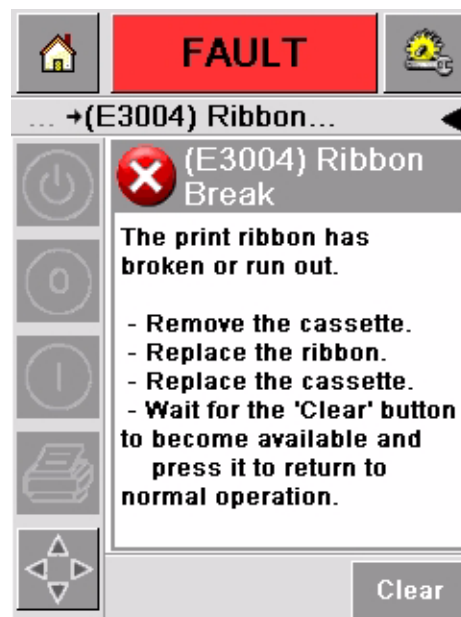 FAULT
... →(E3004) Ribbon...
(E3004) Ribbon
Break
The print ribbon has
broken or run out.
- Remove the cassette.
- Replace the ribbon.
- Replace the cassette.
- Wait for the 'Clear' button
to become available and
press it to return to
normal operation.
Clear